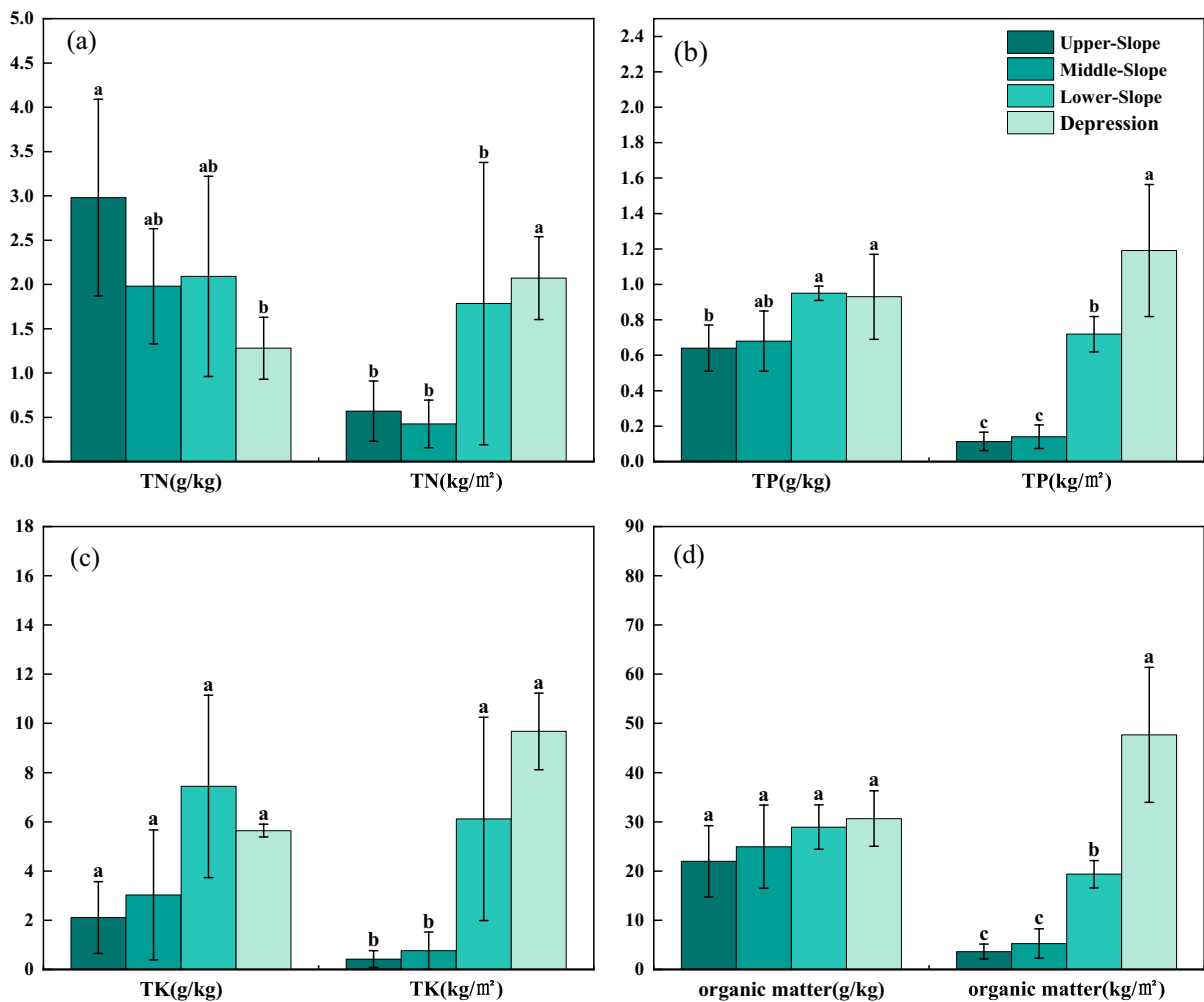 (a)
5.0
4.5
4.0
3.5
3.0
2.5
2.0
1.5
1.0
0.5
0.0
a
ab
ab
b
b
b
b
a
TN(g/kg)
TN(kg/㎡)
(b)
2.4
2.2
2.0
1.8
1.6
1.4
1.2
1.0
0.8
0.6
0.4
0.2
0.0
Upper-Slope
Middle-Slope
Lower-Slope
Depression
b
ab
a
a
c
c
b
a
TP(g/kg)
TP(kg/㎡)
(c)
18
16
14
12
10
8
6
4
2
0
a
a
a
a
b
b
a
a
TK(g/kg)
TK(kg/㎡)
(d)
90
80
70
60
50
40
30
20
10
0
a
a
a
a
c
c
b
a
organic matter(g/kg)
organic matter(kg/㎡)